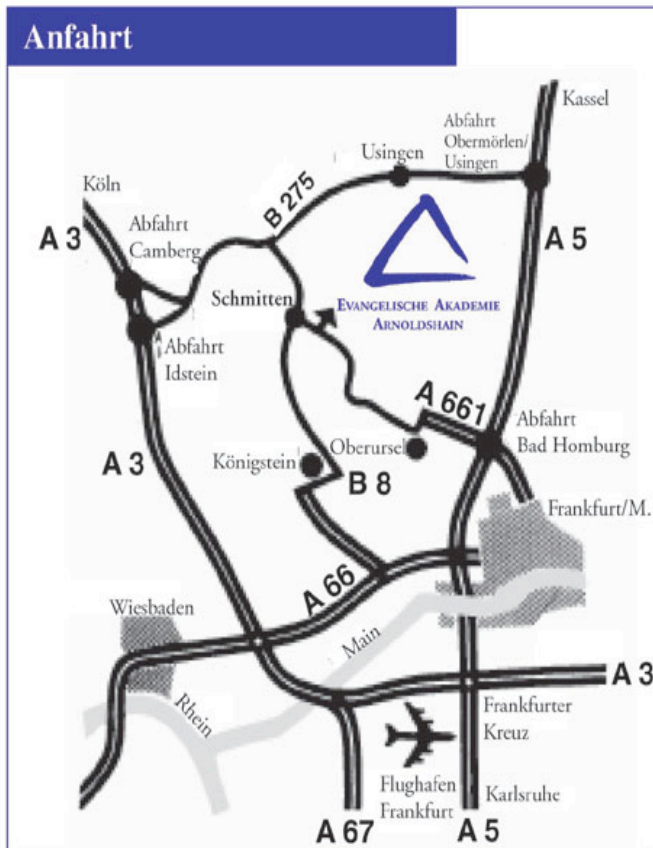 Anfahrt
Kassel
Abfahrt
Obermörlen/
Usingen
Usingen
Köln
B 275
A 3
Abfahrt
Camberg
A 5
Schmitten
EVANGELISCHE AKADEMIE
ARNOLDSHAIN
Abfahrt
Idstein
A 661
Abfahrt
Bad Homburg
A 3
Königstein
Oberursel
B 8
Frankfurt/M.
A 66
Wiesbaden
Main
A 3
Rhein
Frankfurter
Kreuz
Flughafen
Frankfurt
Karlsruhe
A 67
A 5